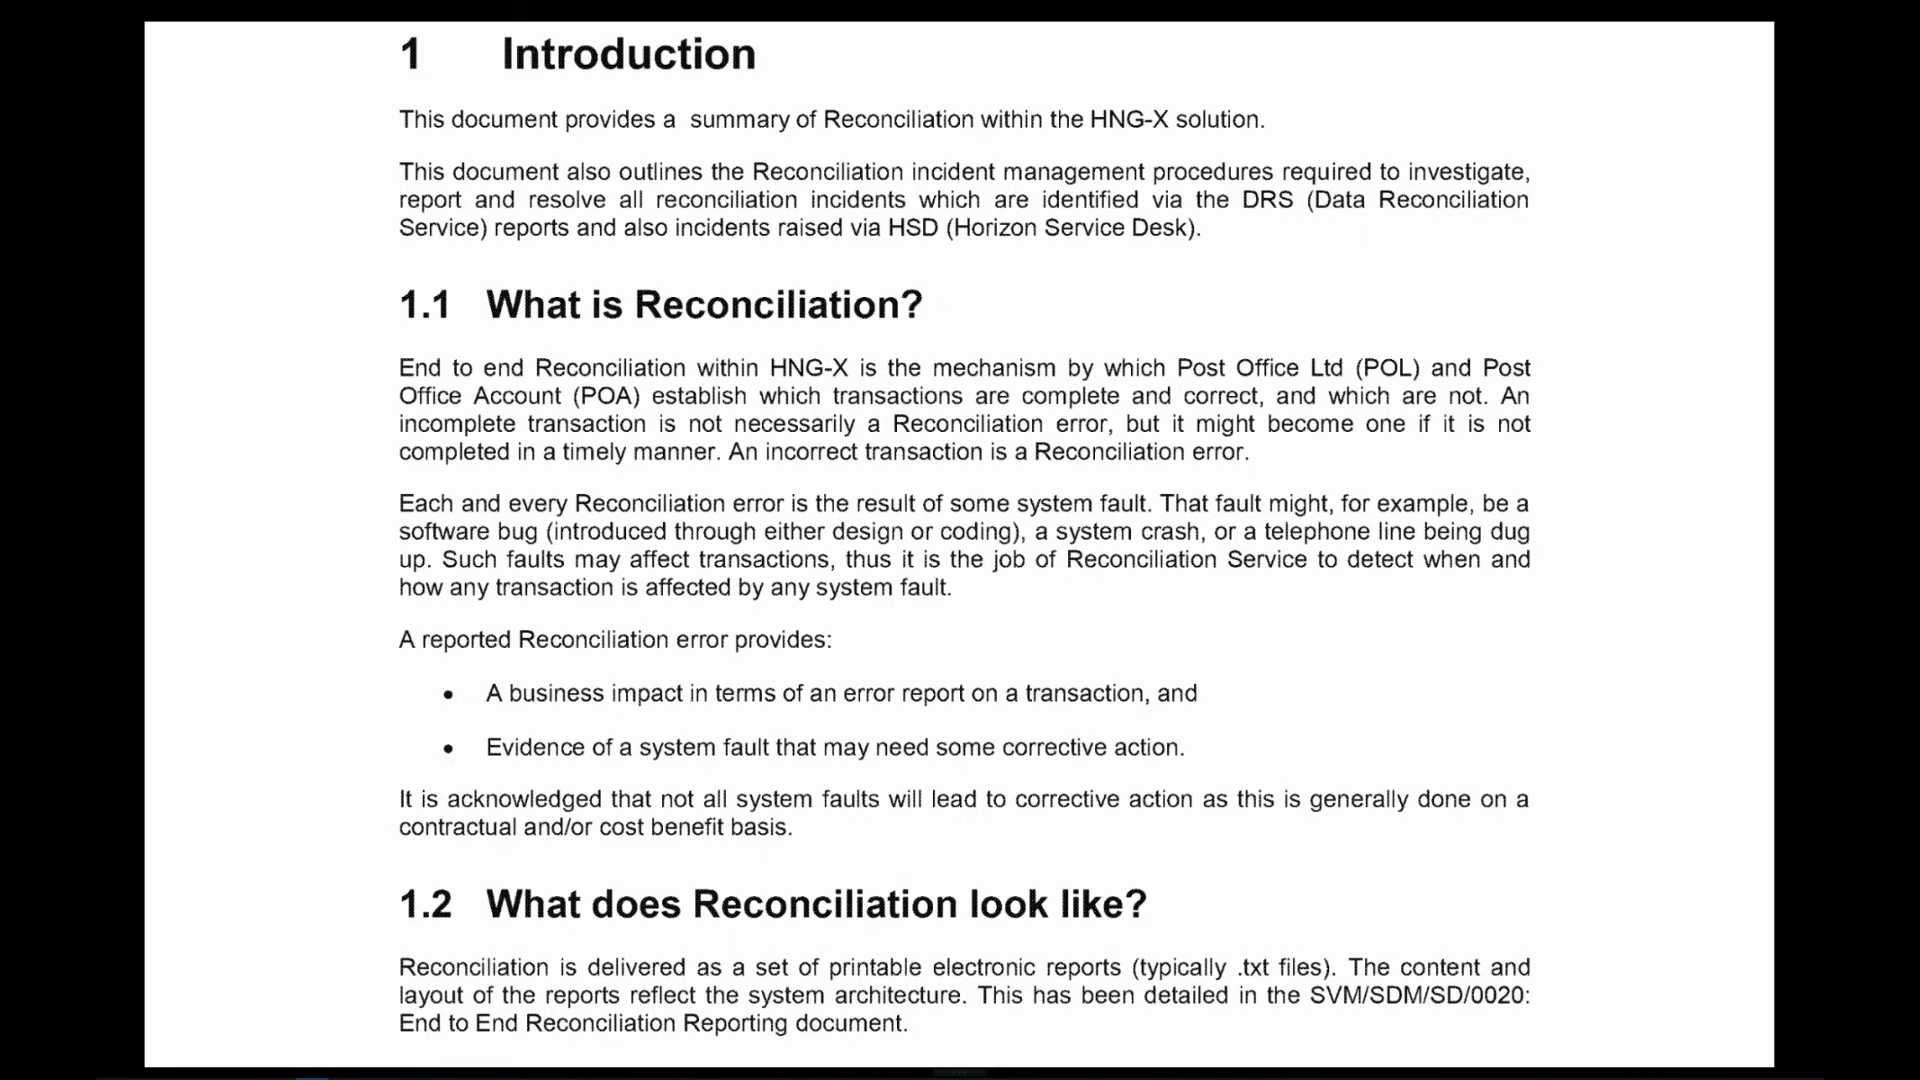 1 Introduction
This document provides a summary of Reconciliation within the HNG-X solution.
This document also outlines the Reconciliation incident management procedures required to investigate,
report and resolve all reconciliation incidents which are identified via the DRS (Data Reconciliation
Service) reports and also incidents raised via HSD (Horizon Service Desk).
1.1 What is Reconciliation?
End to end Reconciliation within HNG-X is the mechanism by which Post Office Ltd (POL) and Post
Office Account (POA) establish which transactions are complete and correct, and which are not. An
incomplete transaction is not necessarily a Reconciliation error, but it might become one if it is not
completed in a timely manner. An incorrect transaction is a Reconciliation error.
Each and every Reconciliation error is the result of some system fault. That fault might, for example, be a
software bug (introduced through either design or coding), a system crash, or a telephone line being dug
up. Such faults may affect transactions, thus it is the job of Reconciliation Service to detect when and
how any transaction is affected by any system fault.
A reported Reconciliation error provides:
• A business impact in terms of an error report on a transaction, and
• Evidence of a system fault that may need some corrective action.
It is acknowledged that not all system faults will lead to corrective action as this is generally done on a
contractual and/or cost benefit basis.
1.2 What does Reconciliation look like?
Reconciliation is delivered as a set of printable electronic reports (typically .txt files). The content and
layout of the reports reflect the system architecture. This has been detailed in the SVM/SDM/SD/0020:
End to End Reconciliation Reporting document.